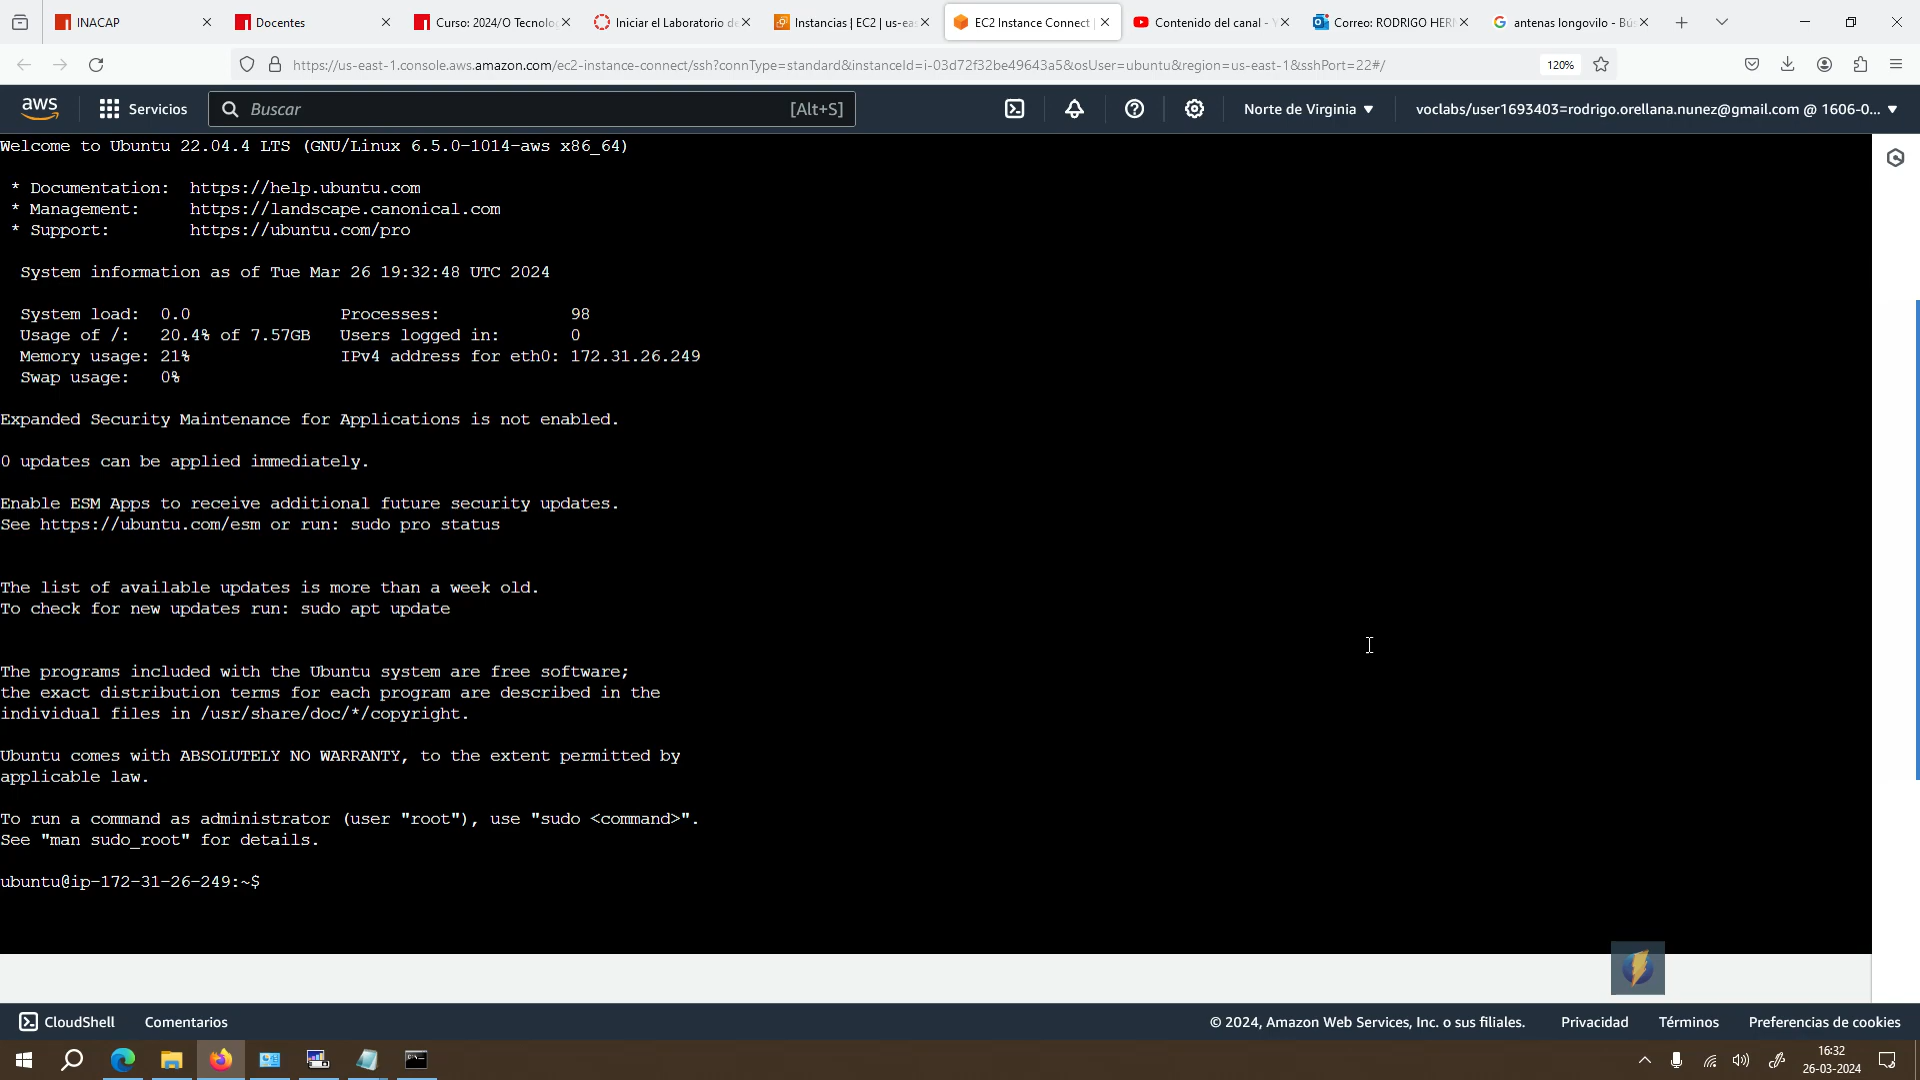 INACAP
Docentes
Curso: 2024/O Tecnolo
Iniciar el Laboratorio de
Instancias | EC2 | us-ea
EC2 Instance Connect |
Contenido del canal - Y
Correo: RODRIGO HER
antenas longovilo - Bú
https://us-east-1.console.aws.amazon.com/ec2-instance-connect/ssh?connType=standard&instanceId=i-03d72f32be49643a5&osUser=ubuntu&region=us-east-1&sshPort=22#/
120%
aws
Servicios
Buscar
[Alt+S]
Norte de Virginia
voclabs/user1693403=rodrigo.orellana.nunez@gmail.com @ 1606-0...
Welcome to Ubuntu 22.04.4 LTS (GNU/Linux 6.5.0-1014-aws x86_64)
* Documentation: https://help.ubuntu.com
* Management: https://landscape.canonical.com
* Support: https://ubuntu.com/pro
System information as of Tue Mar 26 19:32:48 UTC 2024
System load: 0.0 Processes: 98
Usage of /: 20.4% of 7.57GB Users logged in: 0
Memory usage: 21% IPv4 address for eth0: 172.31.26.249
Swap usage: 0%
Expanded Security Maintenance for Applications is not enabled.
0 updates can be applied immediately.
Enable ESM Apps to receive additional future security updates.
See https://ubuntu.com/esm or run: sudo pro status
The list of available updates is more than a week old.
To check for new updates run: sudo apt update
The programs included with the Ubuntu system are free software;
the exact distribution terms for each program are described in the
individual files in /usr/share/doc/*/copyright.
Ubuntu comes with ABSOLUTELY NO WARRANTY, to the extent permitted by
applicable law.
To run a command as administrator (user "root"), use "sudo <command>".
See "man sudo_root" for details.
ubuntu@ip-172-31-26-249:~$
CloudShell
Comentarios
© 2024, Amazon Web Services, Inc. o sus filiales.
Privacidad
Términos
Preferencias de cookies
16:32
26-03-2024